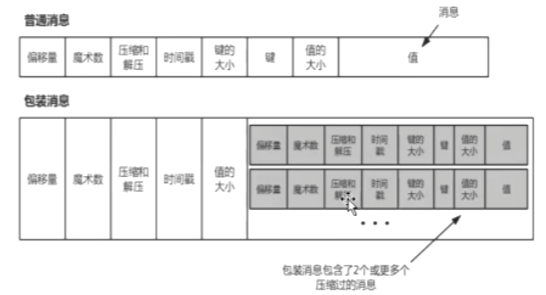 普通消息
消息
偏移量 魔术数 压缩和 时间戳 键的 键 值的 值
解压 大小 大小
包装消息
偏移量 魔术数 压缩和 时间戳 值的
解压 大小
偏移量 魔术数 压缩和 时间 键的 键 值的 值
解压 戳 大小 大小
偏移量 魔术数 压缩和 时间 键的 键 值的 值
解压 戳 大小 大小
• • •
包装消息包含了2个或更多个
压缩过的消息